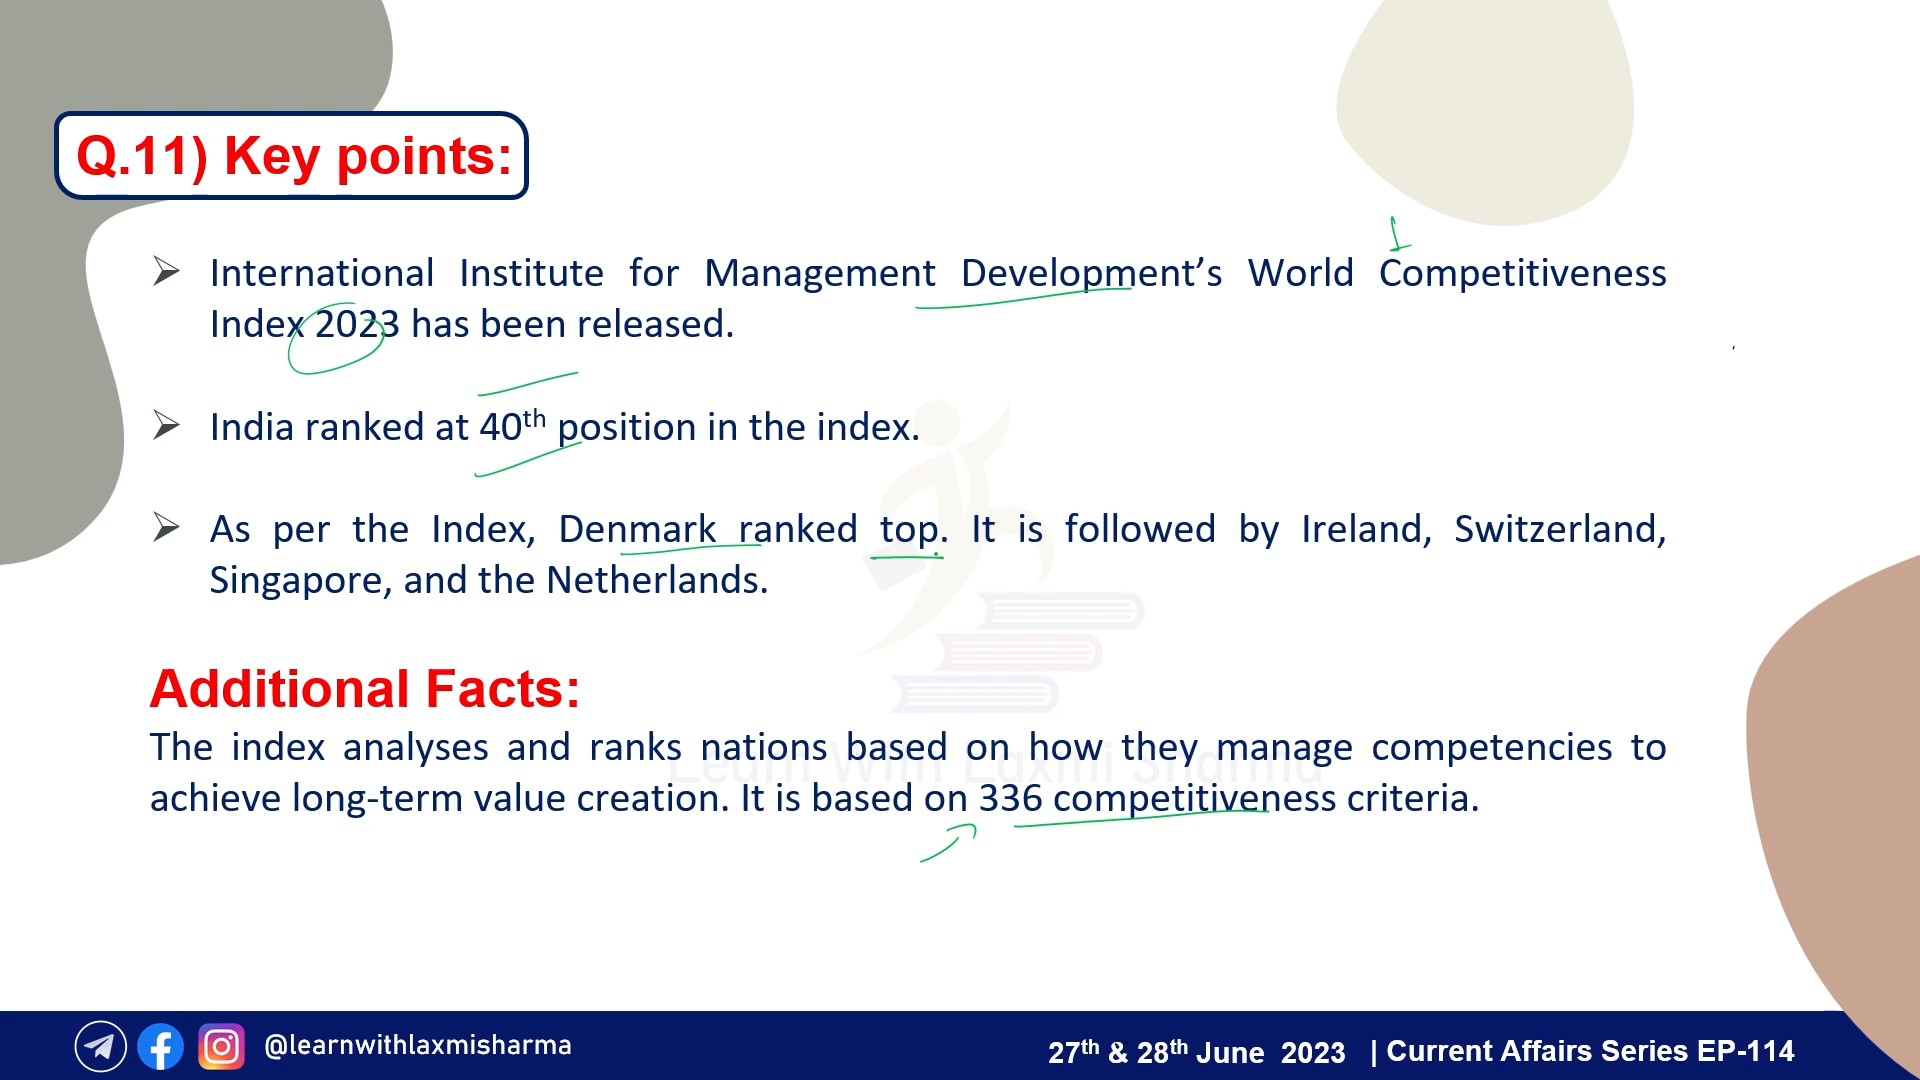 Q.11) Key points:
International Institute for Management Development’s World Competitiveness
Index 2023 has been released.
India ranked at 40th position in the index.
As per the Index, Denmark ranked top. It is followed by Ireland, Switzerland,
Singapore, and the Netherlands.
Additional Facts:
The index analyses and ranks nations based on how they manage competencies to
achieve long-term value creation. It is based on 336 competitiveness criteria.
Learn With Laxmi Sharma
@learnwithlaxmisharma
27th & 28th June 2023 | Current Affairs Series EP-114